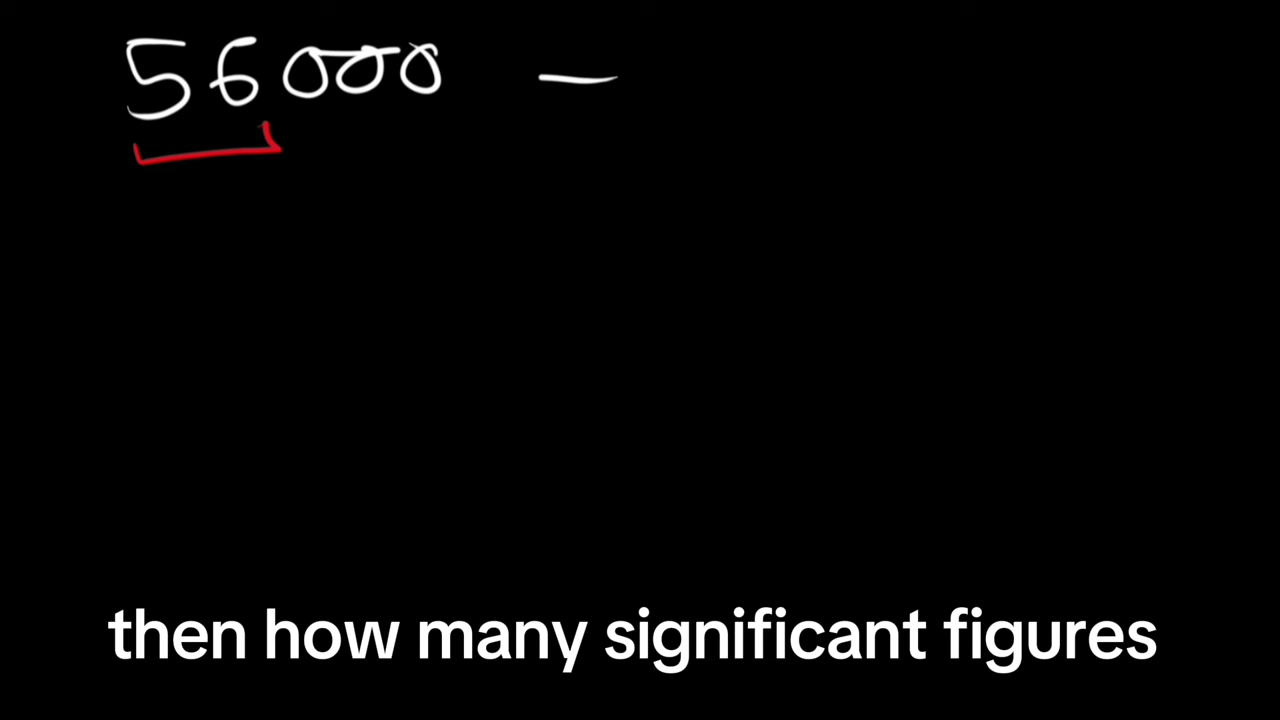 56000 —
then how many significant figures